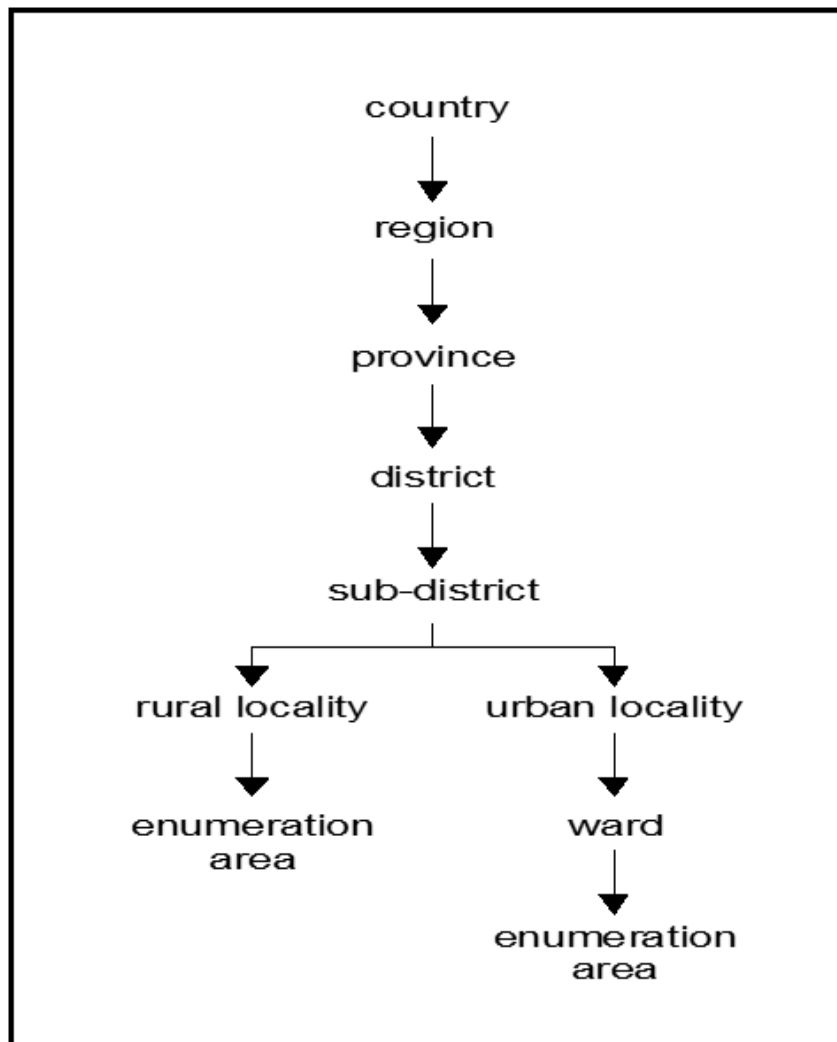 country
region
province
district
sub-district
rural locality
urban locality
enumeration
area
ward
enumeration
area